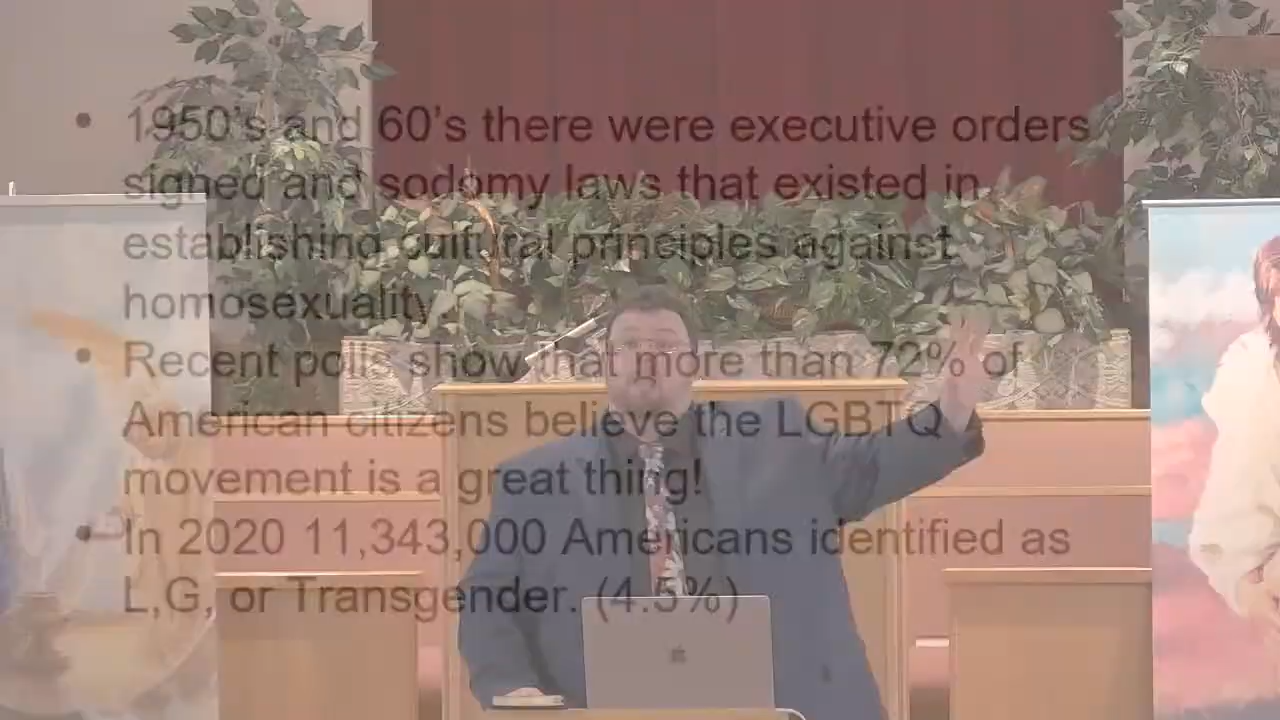 • 1950's and 60's there were executive orders
signed and sodomy laws that existed in
establishing cultural principles against
homosexuality.
• Recent polls show that more than 72% of
American citizens believe the LGBTQ
movement is a great thing!
• In 2020 11,343,000 Americans identified as
L,G, or Transgender. (4.5%)